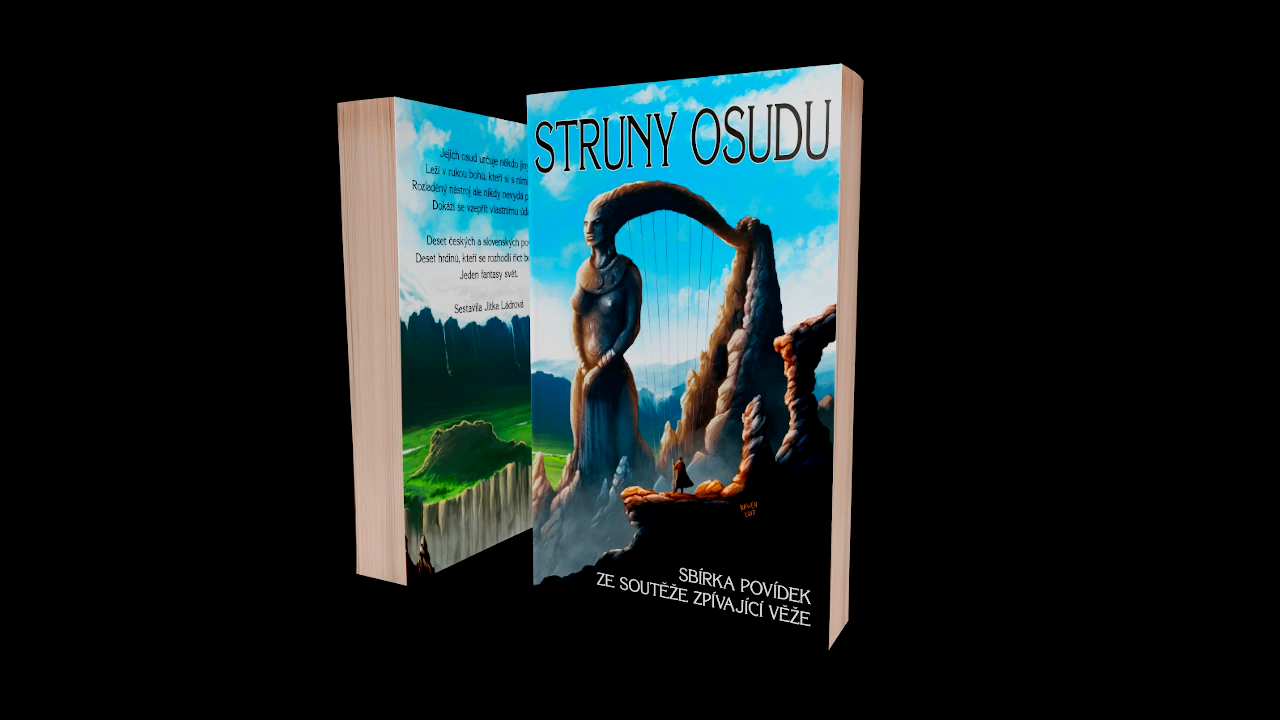 STRUNY OSUDU
SBÍRKA POVÍDEK
ZE SOUTĚŽE ZPÍVAJÍCÍ VĚŽE
Jejich osud určuje někdo
Leží v rukou bohů, kteří si s
Rozladěný nástroj ale nikdy nevydá
Dokáží se vzepřít vlastnímu
Deset českých a slovenských
Deset hrdinů, kteří se rozhodli říct
Jeden fantasy svět.
Sestavila Jitka Ládrová